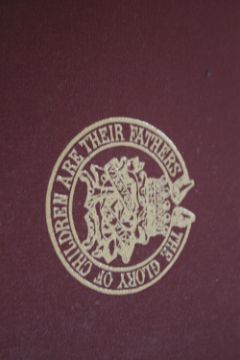 THE GLORY OF CHILDREN ARE THEIR FATHERS